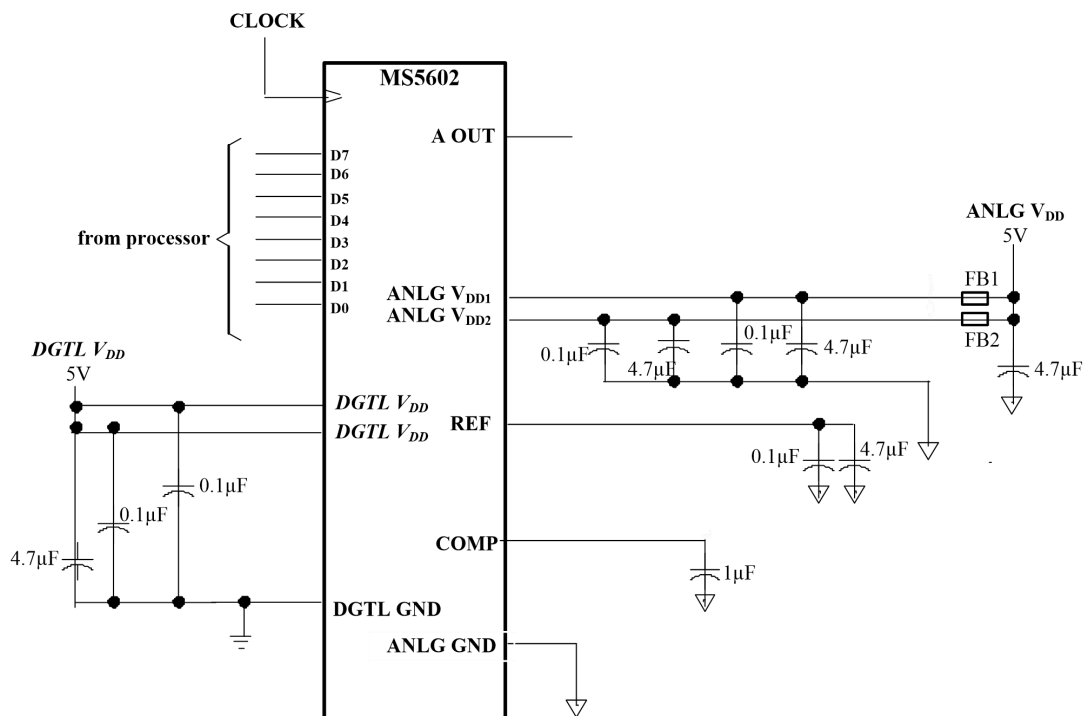 CLOCK
MS5602
A OUT
D7
D6
D5
D4
D3
D2
D1
D0
from processor
ANLG VDD
5V
FB1
FB2
ANLG VDD1
ANLG VDD2
0.1µF
4.7µF
0.1µF
4.7µF
4.7µF
DGTL VDD
5V
DGTL VDD
DGTL VDD
REF
0.1µF
4.7µF
0.1µF
0.1µF
4.7µF
COMP
1µF
DGTL GND
ANLG GND